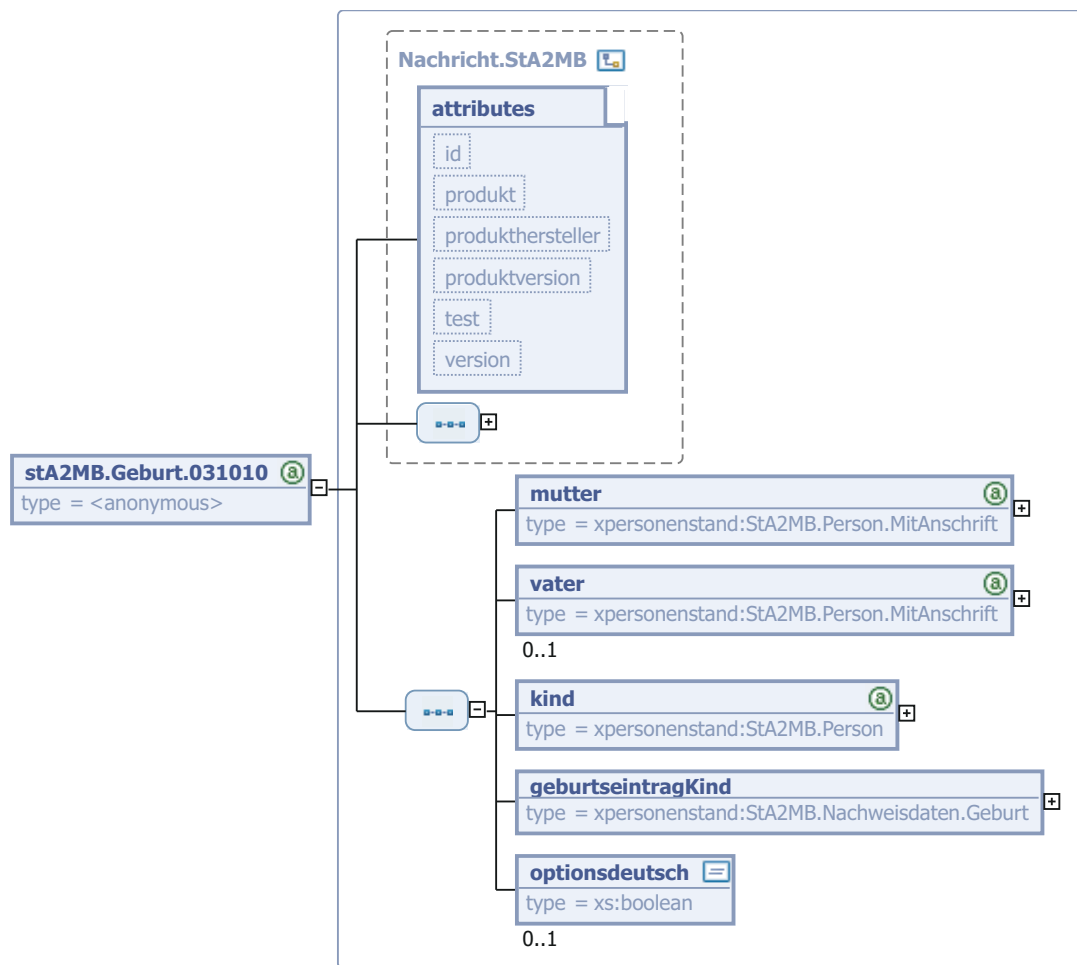 Nachricht.StA2MB
attributes
id
produkt
produkthersteller
produktversion
test
version
stA2MB.Geburt.031010
type = <anonymous>
mutter
type = xpersonenstand:StA2MB.Person.MitAnschrift
vater
type = xpersonenstand:StA2MB.Person.MitAnschrift
0..1
kind
type = xpersonenstand:StA2MB.Person
geburtseintragKind
type = xpersonenstand:StA2MB.Nachweisdaten.Geburt
optionsdeutsch
type = xs:boolean
0..1